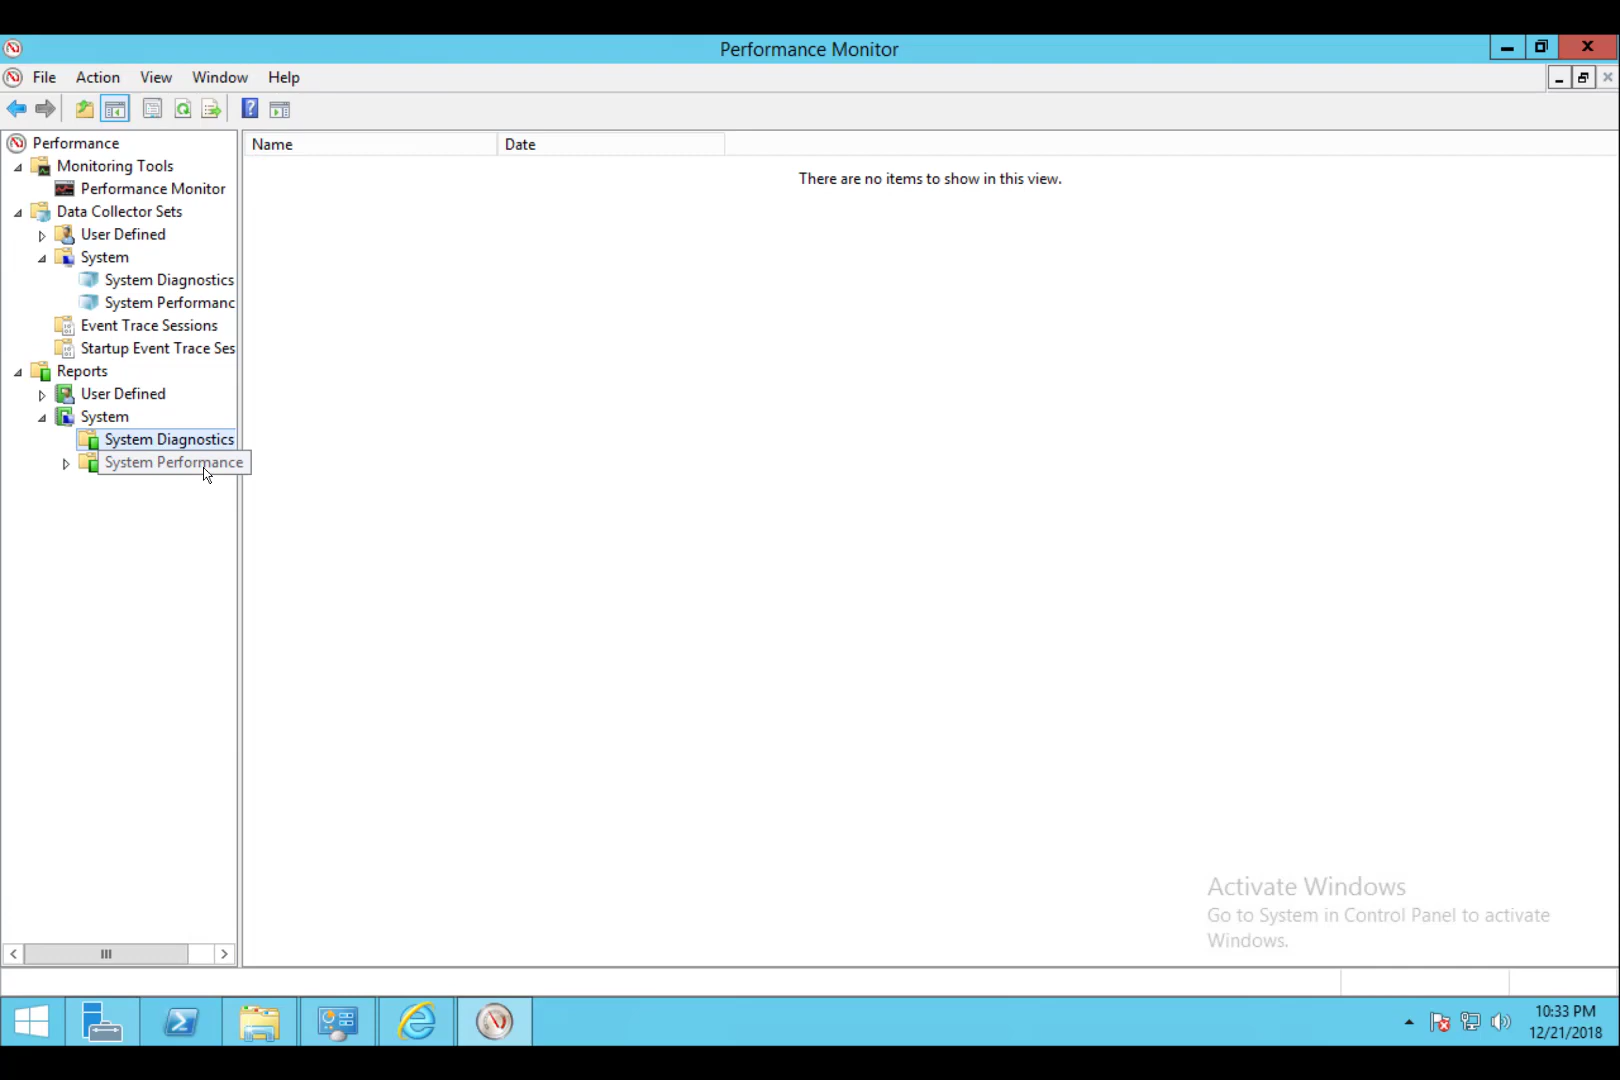 Performance Monitor
File Action View Window Help
Performance
Monitoring Tools
Performance Monitor
Data Collector Sets
User Defined
System
System Diagnostics
System Performanc
Event Trace Sessions
Startup Event Trace Ses
Reports
User Defined
System
System Diagnostics
System Performance
Name Date
There are no items to show in this view.
Activate Windows
Go to System in Control Panel to activate
Windows.
10:33 PM
12/21/2018